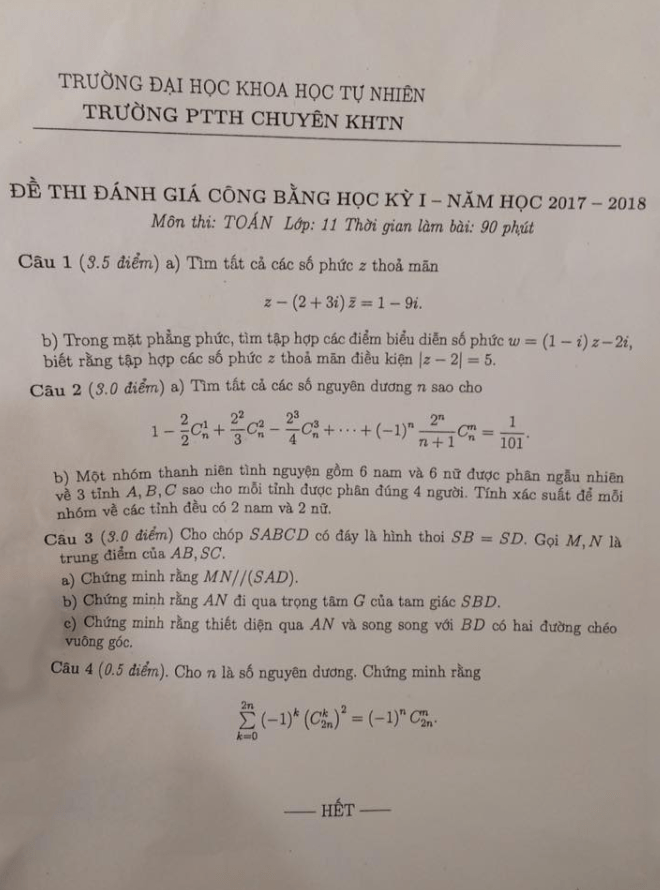 TRƯỜNG ĐẠI HỌC KHOA HỌC TỰ NHIÊN
TRƯỜNG PTTH CHUYÊN KHTN
ĐỀ THI ĐÁNH GIÁ CÔNG BẰNG HỌC KỲ I – NĂM HỌC 2017 – 2018
Môn thi: TOÁN Lớp: 11 Thời gian làm bài: 90 phút
Câu 1 (3.5 điểm) a) Tìm tất cả các số phức z thoả mãn
z − (2 + 3i) z̄ = 1 − 9i.
b) Trong mặt phẳng phức, tìm tập hợp các điểm biểu diễn số phức w = (1 − i) z − 2i,
biết rằng tập hợp các số phức z thoả mãn điều kiện |z − 2| = 5.
Câu 2 (3.0 điểm) a) Tìm tất cả các số nguyên dương n sao cho
1 − \frac{2}{2}C_n^1 + \frac{2^2}{3}C_n^2 − \frac{2^3}{4}C_n^3 + ⋯ + (−1)^n \frac{2^n}{n + 1}C_n^n = \frac{1}{101}.
b) Một nhóm thanh niên tình nguyện gồm 6 nam và 6 nữ được phân ngẫu nhiên
về 3 tỉnh A, B, C sao cho mỗi tỉnh được phân đúng 4 người. Tính xác suất để mỗi
nhóm về các tỉnh đều có 2 nam và 2 nữ.
Câu 3 (3.0 điểm) Cho chóp SABCD có đáy là hình thoi SB = SD. Gọi M, N là
trung điểm của AB, SC.
a) Chứng minh rằng MN//(SAD).
b) Chứng minh rằng AN đi qua trọng tâm G của tam giác SBD.
c) Chứng minh rằng thiết diện qua AN và song song với BD có hai đường chéo
vuông góc.
Câu 4 (0.5 điểm). Cho n là số nguyên dương. Chứng minh rằng
\sum_{k=0}^{2n} (−1)^k (C_{2n}^k)^2 = (−1)^n C_{2n}^n.
—— HẾT ——